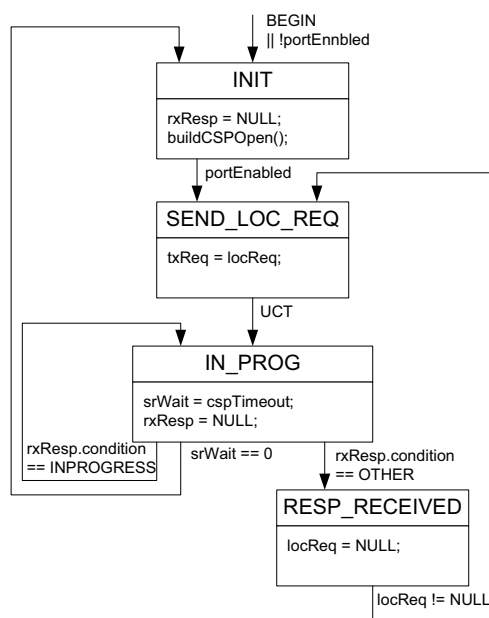 BEGIN
|| !portEnnbled
INIT
rxResp = NULL;
buildCSPOpen();
portEnabled
SEND_LOC_REQ
txReq = locReq;
UCT
IN_PROG
srWait = cspTimeout;
rxResp = NULL;
rxResp.condition
== INPROGRESS
srWait == 0
rxResp.condition
== OTHER
RESP_RECEIVED
locReq = NULL;
locReq != NULL